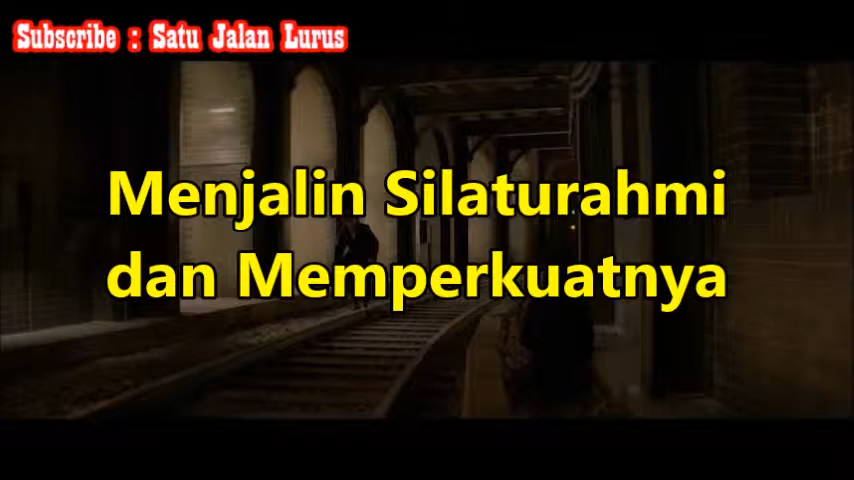 Subscribe : Satu Jalan Lurus
Menjalin Silaturahmi
dan Memperkuatnya